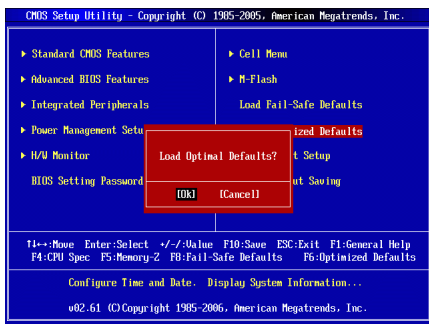 CMOS Setup Utility - Copyright (C) 1985-2005, American Megatrends, Inc.
▸ Standard CMOS Features
▸ Cell Menu
▸ Advanced BIOS Features
▸ M-Flash
▸ Integrated Peripherals
Load Fail-Safe Defaults
▸ Power Management Setu
ized Defaults
▸ H/W Monitor
Load Optimal Defaults?
t Setup
BIOS Setting Password
ut Saving
[Ok] [Cancel]
↑↓↔:Move Enter:Select +/-/:Value F10:Save ESC:Exit F1:General Help
F4:CPU Spec F5:Memory-Z F8:Fail-Safe Defaults F6:Optimized Defaults
Configure Time and Date. Display System Information...
v02.61 (C)Copyright 1985-2006, American Megatrends, Inc.